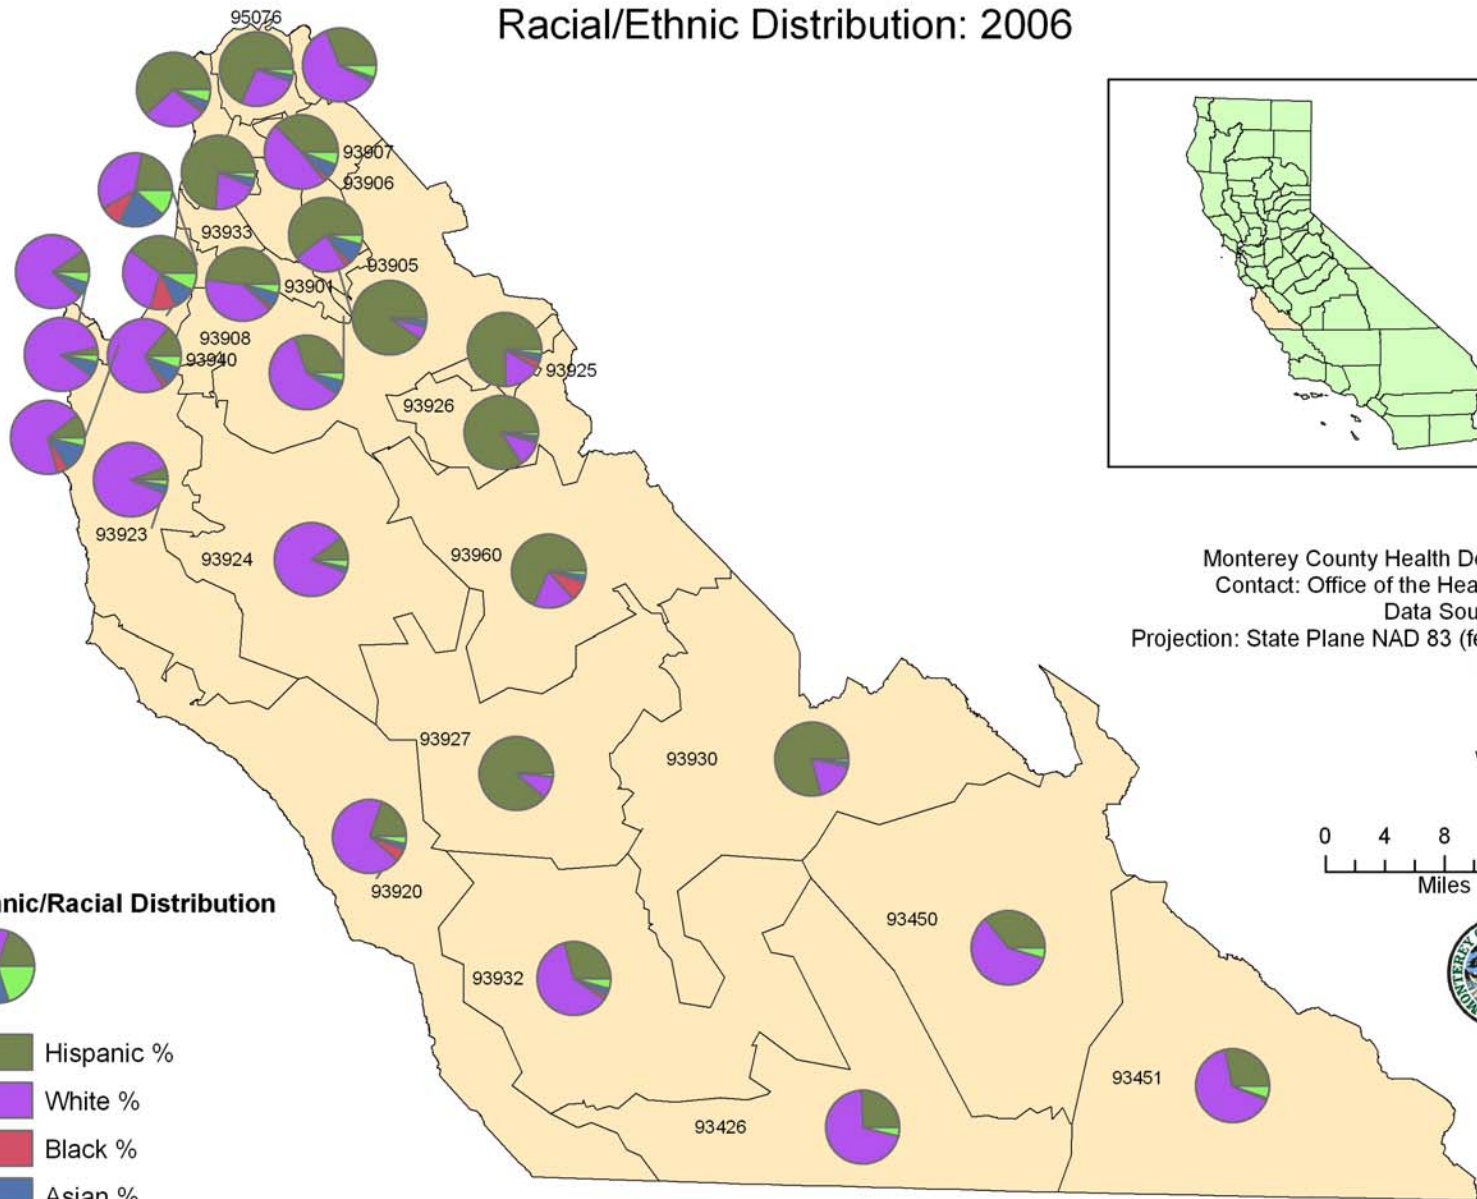 Racial/Ethnic Distribution: 2006
95076
93907
93906
93933
93905
93901
93908
93940
93925
93926
93923
93924
93960
Monterey County Health De
Contact: Office of the Hea
Data Sou
Projection: State Plane NAD 83 (fe
93927
93930
0 4 8
Miles
93920
nic/Racial Distribution
93450
93932
MONTEREY
Hispanic %
93451
White %
93426
Black %
Asian %